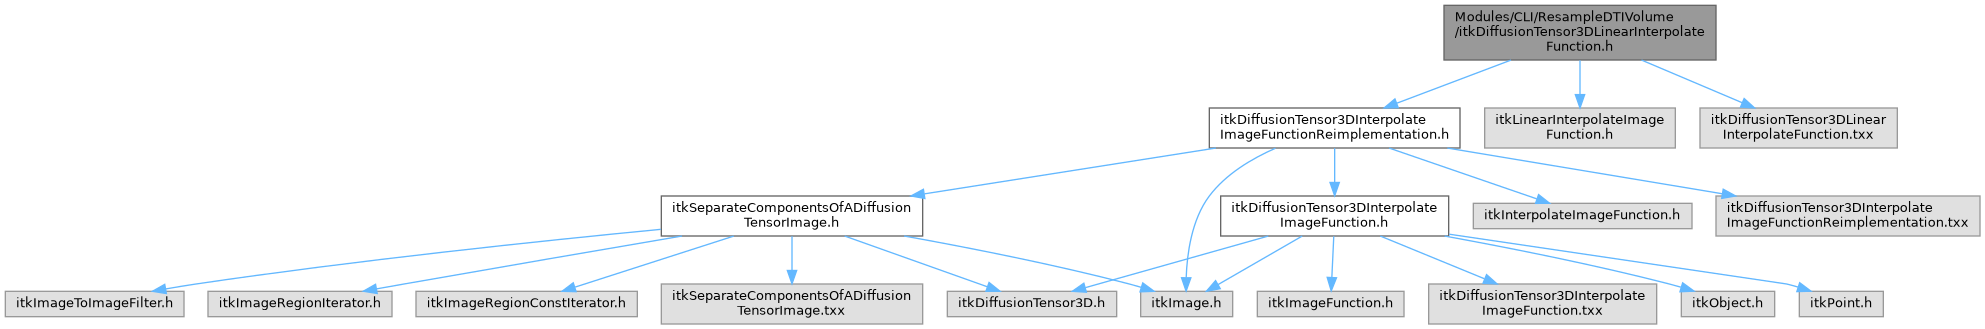 Modules/CLI/ResampleDTIVolume
/itkDiffusionTensor3DLinearInterpolate
Function.h
itkDiffusionTensor3DInterpolate
ImageFunctionReimplementation.h
itkLinearInterpolateImage
Function.h
itkDiffusionTensor3DLinear
InterpolateFunction.txx
itkSeparateComponentsOfADiffusion
TensorImage.h
itkDiffusionTensor3DInterpolate
ImageFunction.h
itkInterpolateImageFunction.h
itkDiffusionTensor3DInterpolate
ImageFunctionReimplementation.txx
itkImageToImageFilter.h
itkImageRegionIterator.h
itkImageRegionConstIterator.h
itkSeparateComponentsOfADiffusion
TensorImage.txx
itkDiffusionTensor3D.h
itkImage.h
itkImageFunction.h
itkDiffusionTensor3DInterpolate
ImageFunction.txx
itkObject.h
itkPoint.h